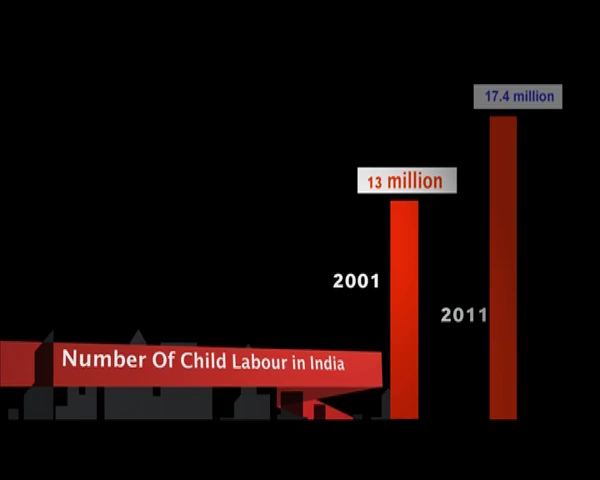 17.4 million
13 million
2001
2011
Number Of Child Labour in India